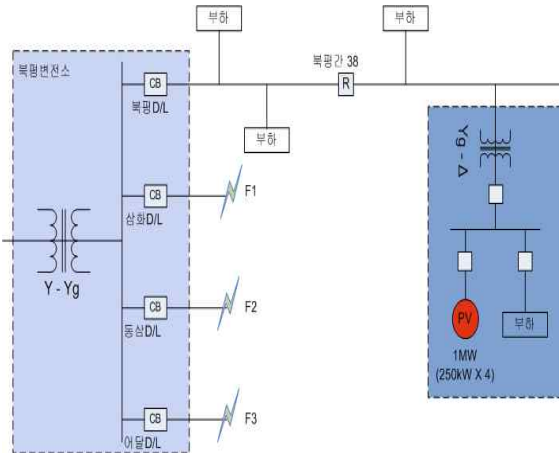 부하
부하
북평변전소
CB
북평D/L
북평간 38
R
부하
CB
삼화D/L
F1
Yg - Δ
Y - Yg
CB
동삼D/L
F2
PV
부하
1MW
(250kW X 4)
CB
어달D/L
F3